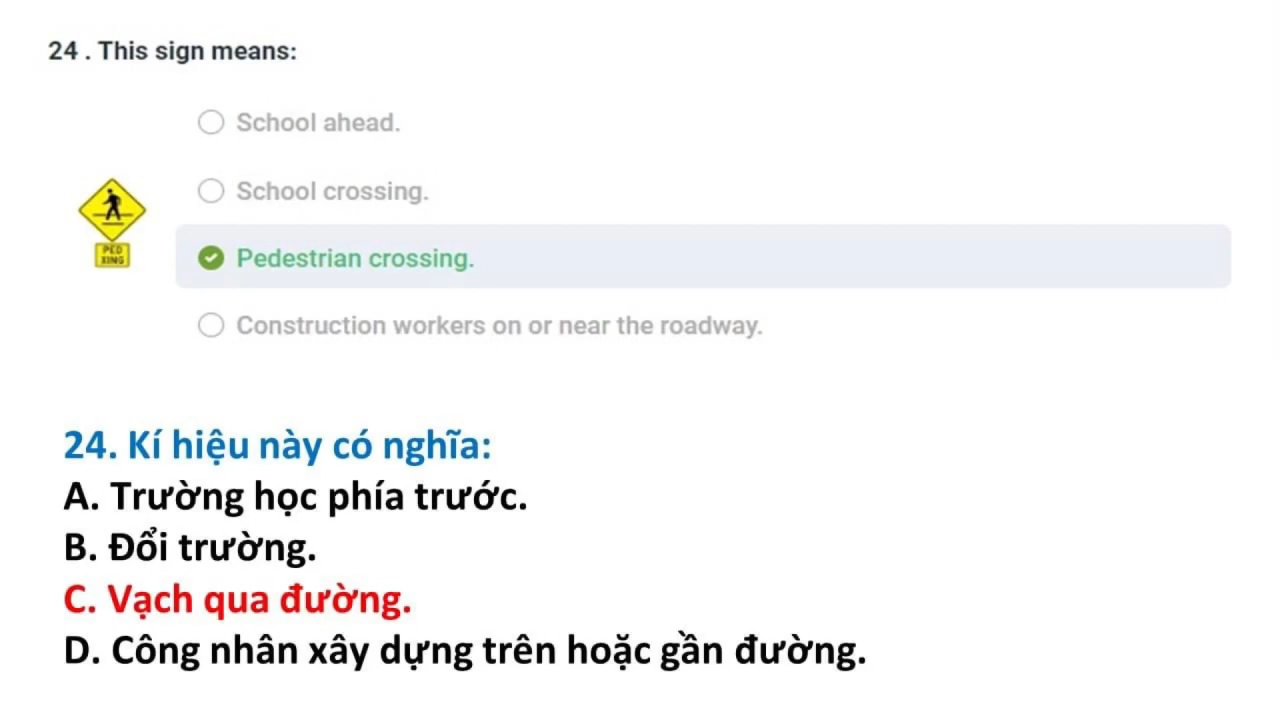 24 . This sign means:
School ahead.
School crossing.
PED
XING
Pedestrian crossing.
Construction workers on or near the roadway.
24. Kí hiệu này có nghĩa:
A. Trường học phía trước.
B. Đổi trường.
C. Vạch qua đường.
D. Công nhân xây dựng trên hoặc gần đường.